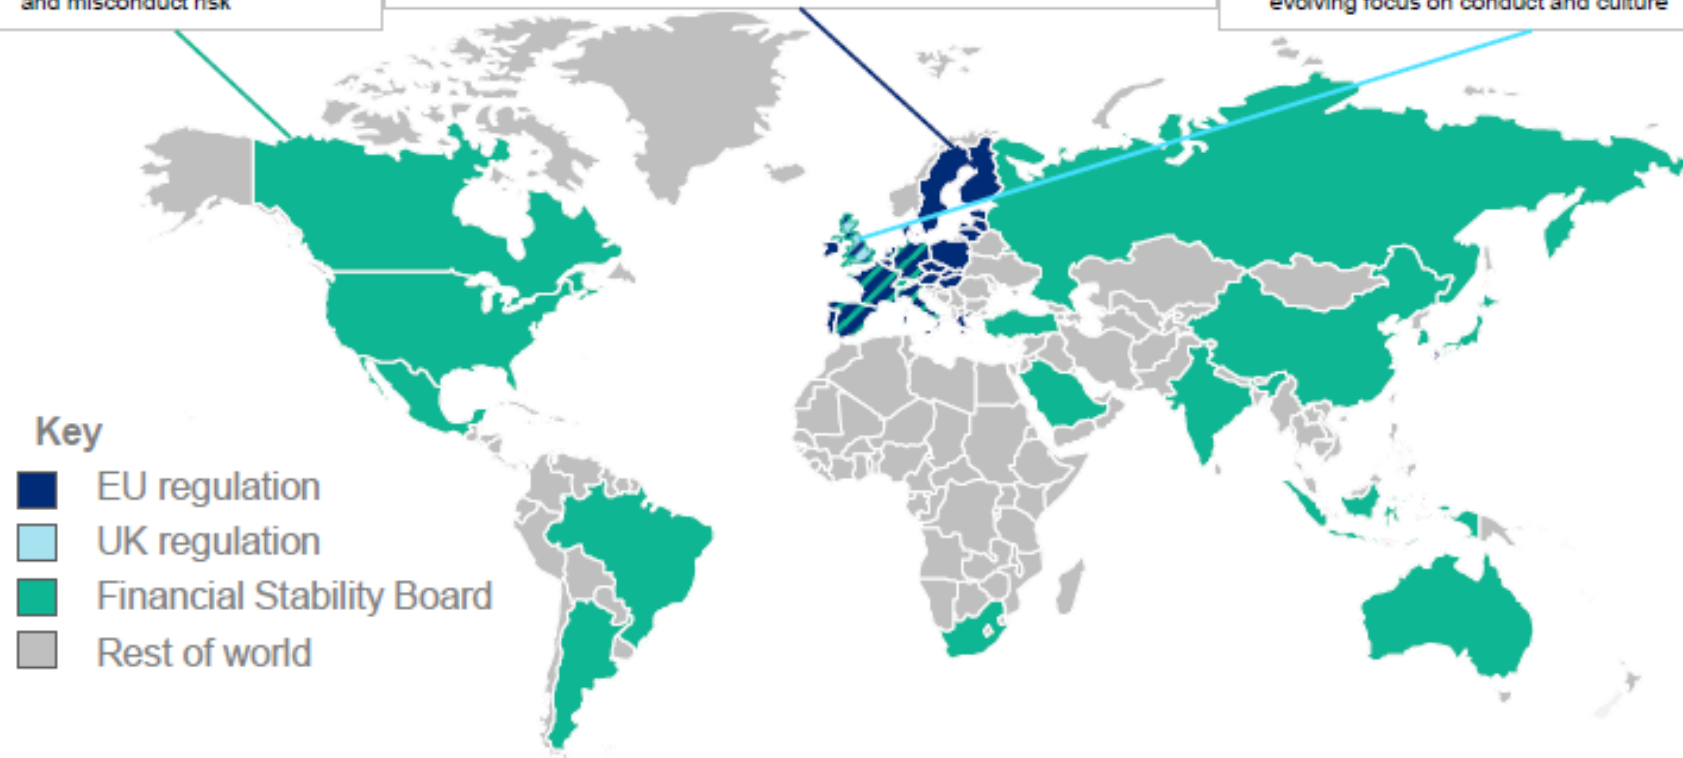 and misconduct risk
evolving focus on conduct and culture
Key
EU regulation
UK regulation
Financial Stability Board
Rest of world